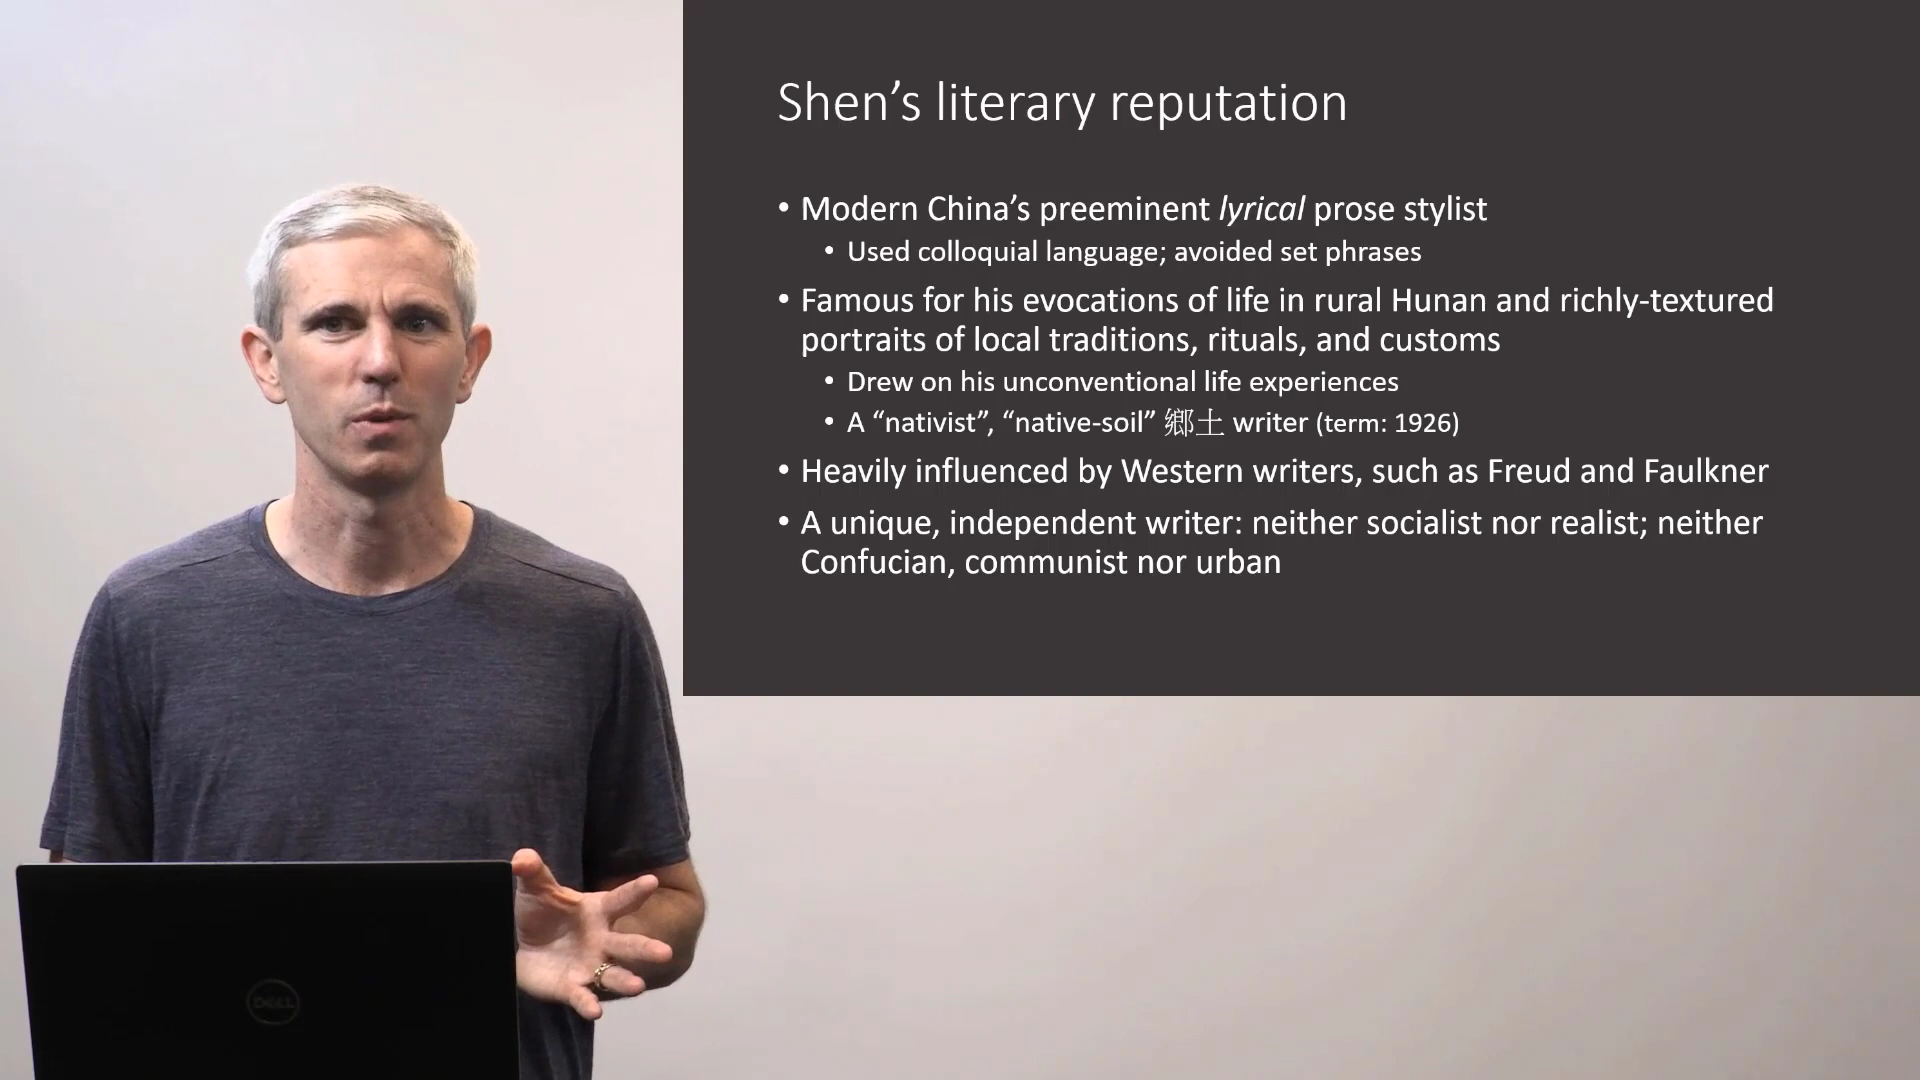 Shen’s literary reputation
• Modern China’s preeminent lyrical prose stylist
• Used colloquial language; avoided set phrases
• Famous for his evocations of life in rural Hunan and richly-textured
portraits of local traditions, rituals, and customs
• Drew on his unconventional life experiences
• A “nativist”, “native-soil” 鄉土 writer (term: 1926)
• Heavily influenced by Western writers, such as Freud and Faulkner
• A unique, independent writer: neither socialist nor realist; neither
Confucian, communist nor urban
DELL